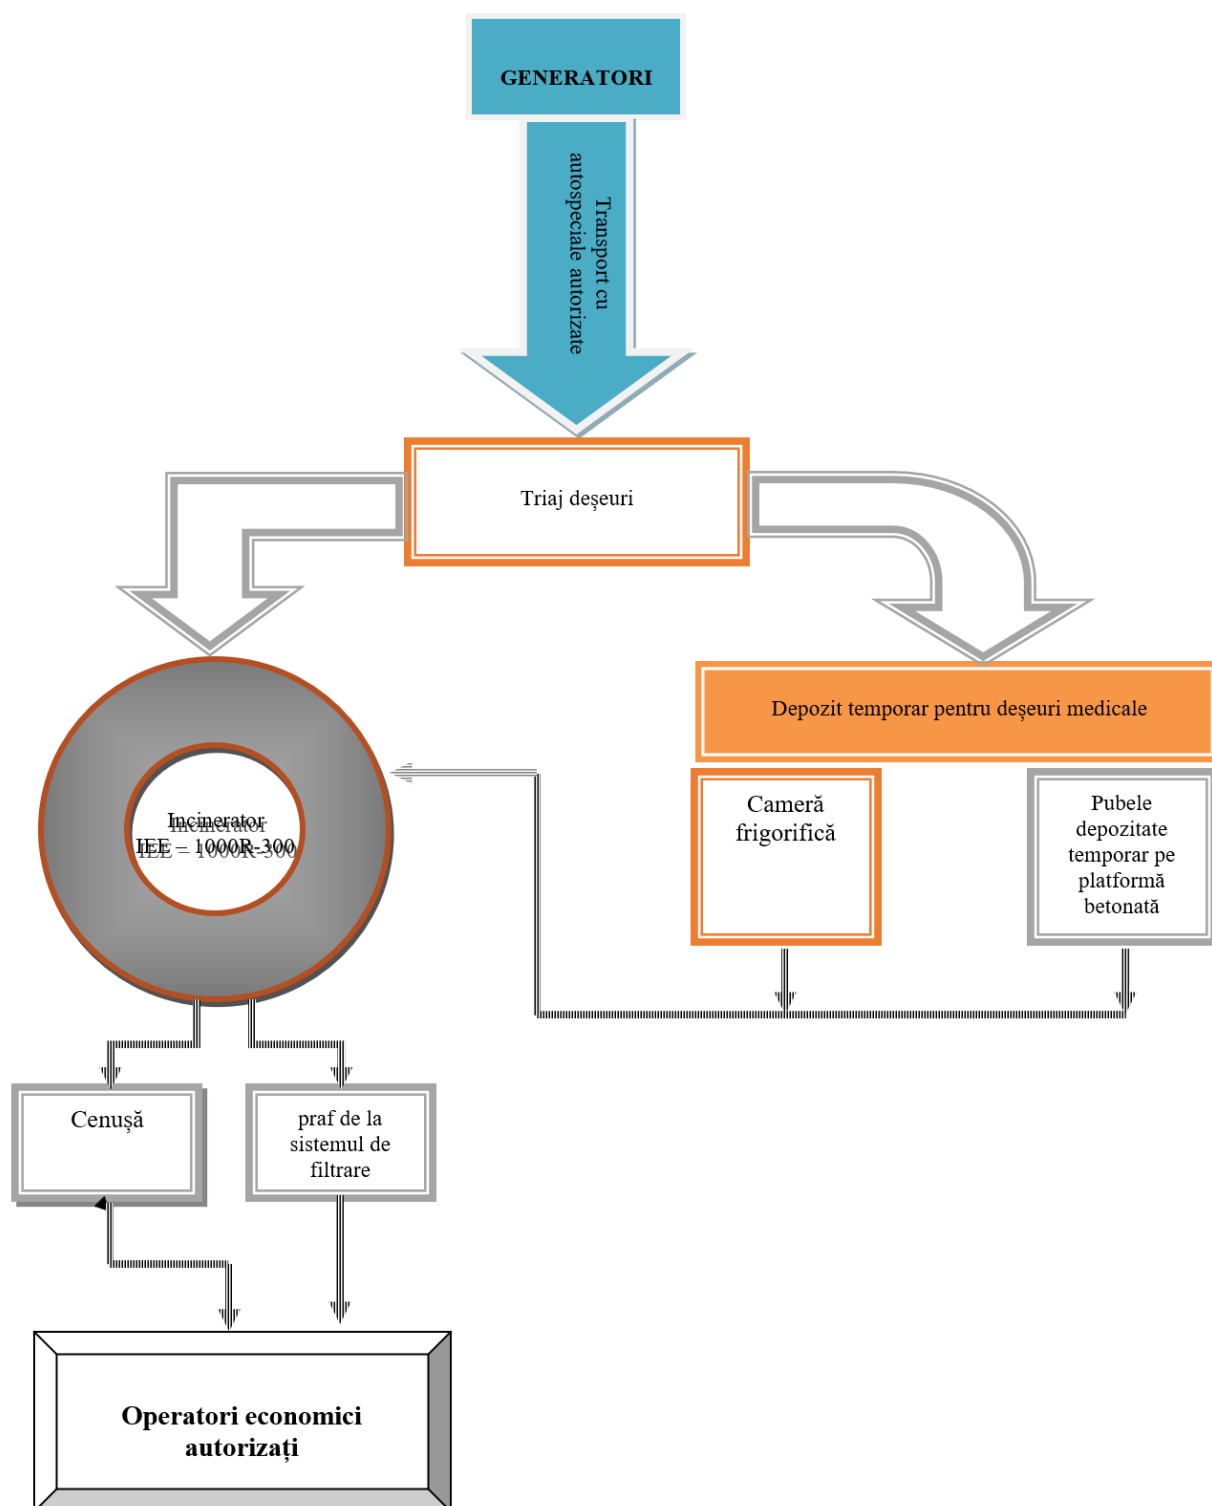 GENERATORI
Transport cu
autospeciale autorizate
Triaj deșeuri
Depozit temporar pentru deșeuri medicale
Incinerator
IEE – 1000R-300
Cameră
frigorifică
Pubele
depozitate
temporar pe
platformă
betonată
Cenușă
praf de la
sistemul de
filtrare
Operatori economici
autorizați